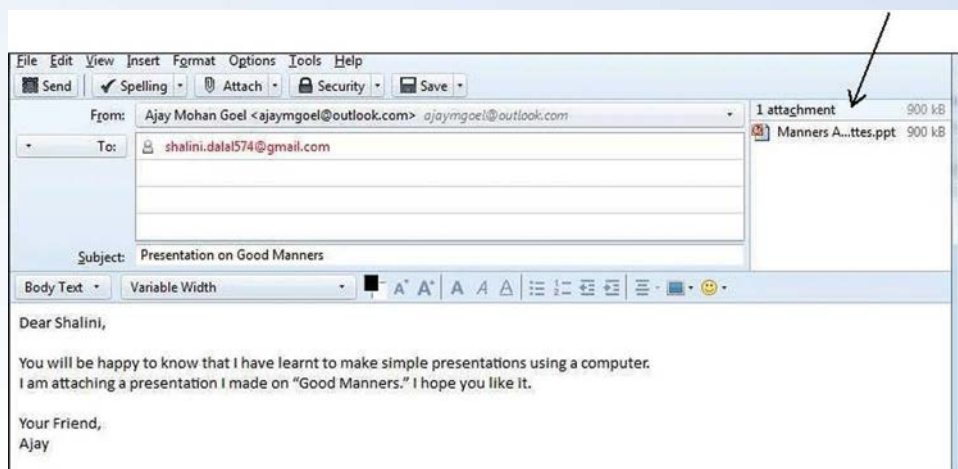 File Edit View Insert Format Options Tools Help
Send Spelling Attach Security Save
From: Ajay Mohan Goel <ajaymgoel@outlook.com> ajaymgoel@outlook.com
1 attachment 900 kB
Manners A...ttes.ppt 900 kB
To: shalini.dalal574@gmail.com
Subject: Presentation on Good Manners
Body Text Variable Width
Dear Shalini,
You will be happy to know that I have learnt to make simple presentations using a computer.
I am attaching a presentation I made on “Good Manners.” I hope you like it.
Your Friend,
Ajay